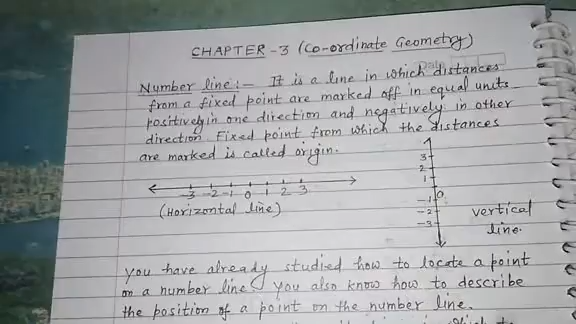 CHAPTER - 3 (Co-ordinate Geometry)
Number line :- It is a line in which distances
from a fixed point are marked off in equal units
positively in one direction and negatively in other
direction. Fixed point from which the distances
are marked is called origin.
-3 -2 -1 0 1 2 3
(Horizontal line)
3
2
1
0
-1
-2
-3
vertical
line.
you have already studied how to locate a point
on a number line. you also know how to describe
the position of a point on the number line.